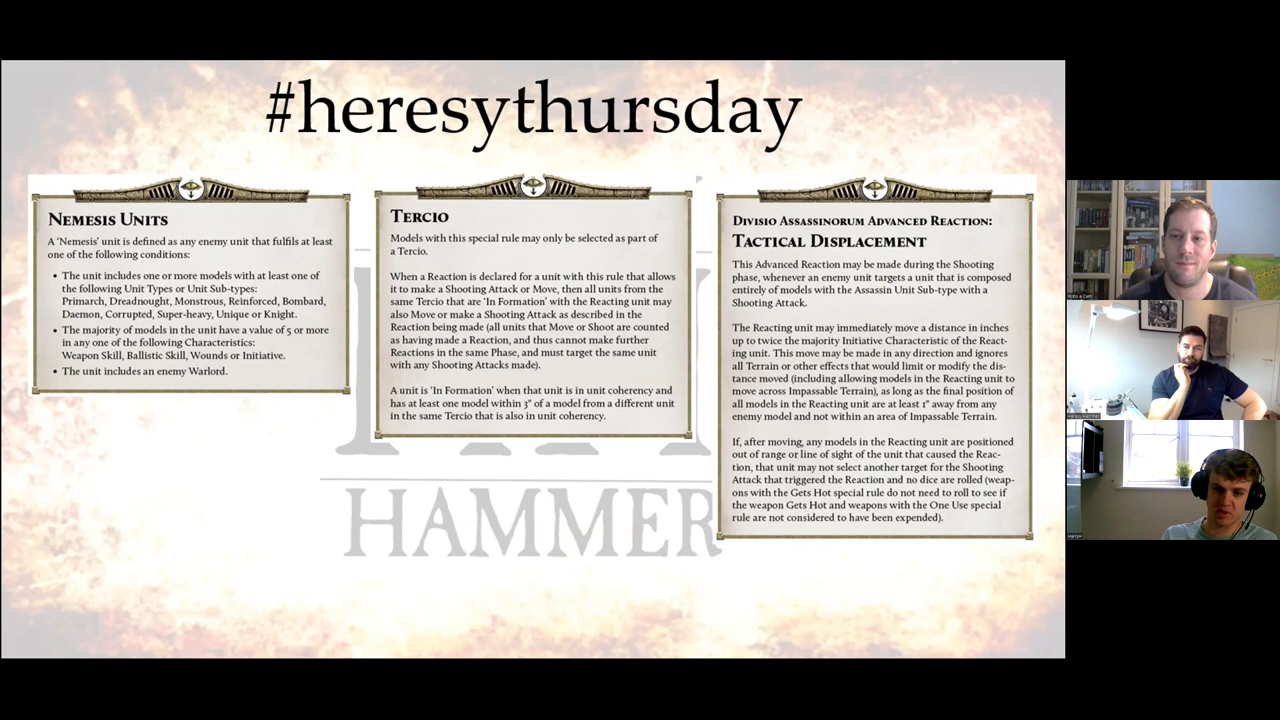 #heresythursday
NEMESIS UNITS
A 'Nemesis' unit is defined as any enemy unit that fulfils at least
one of the following conditions:
• The unit includes one or more models with at least one of
the following Unit Types or Unit Sub-types:
Primarch, Dreadnought, Monstrous, Reinforced, Bombard,
Daemon, Corrupted, Super-heavy, Unique or Knight.
• The majority of models in the unit have a value of 5 or more
in any one of the following Characteristics:
Weapon Skill, Ballistic Skill, Wounds or Initiative.
• The unit includes an enemy Warlord.
TERCIO
Models with this special rule may only be selected as part of
a Tercio.
When a Reaction is declared for a unit with this rule that allows
it to make a Shooting Attack or Move, then all units from the
same Tercio that are 'In Formation' with the Reacting unit may
also Move or make a Shooting Attack as described in the
Reaction being made (all units that Move or Shoot are counted
as having made a Reaction, and thus cannot make further
Reactions in the same Phase, and must target the same unit
with any Shooting Attacks made).
A unit is 'In Formation' when that unit is in unit coherency and
has at least one model within 3" of a model from a different unit
in the same Tercio that is also in unit coherency.
DIVISIO ASSASSINORUM ADVANCED REACTION:
TACTICAL DISPLACEMENT
This Advanced Reaction may be made during the Shooting
phase, whenever an enemy unit targets a unit that is composed
entirely of models with the Assassin Unit Sub-type with a
Shooting Attack.
The Reacting unit may immediately move a distance in inches
up to twice the majority Initiative Characteristic of the React-
ing unit. This move may be made in any direction and ignores
all Terrain or other effects that would limit or modify the dis-
tance moved (including allowing models in the Reacting unit to
move across Impassable Terrain), as long as the final position of
all models in the Reacting unit are at least 1" away from any
enemy model and not within an area of Impassable Terrain.
If, after moving, any models in the Reacting unit are positioned
out of range or line of sight of the unit that caused the Reac-
tion, that unit may not select another target for the Shooting
Attack that triggered the Reaction and no dice are rolled (weap-
ons with the Gets Hot special rule do not need to roll to see if
the weapon Gets Hot and weapons with the One Use special
rule are not considered to have been expended).
HAMMER